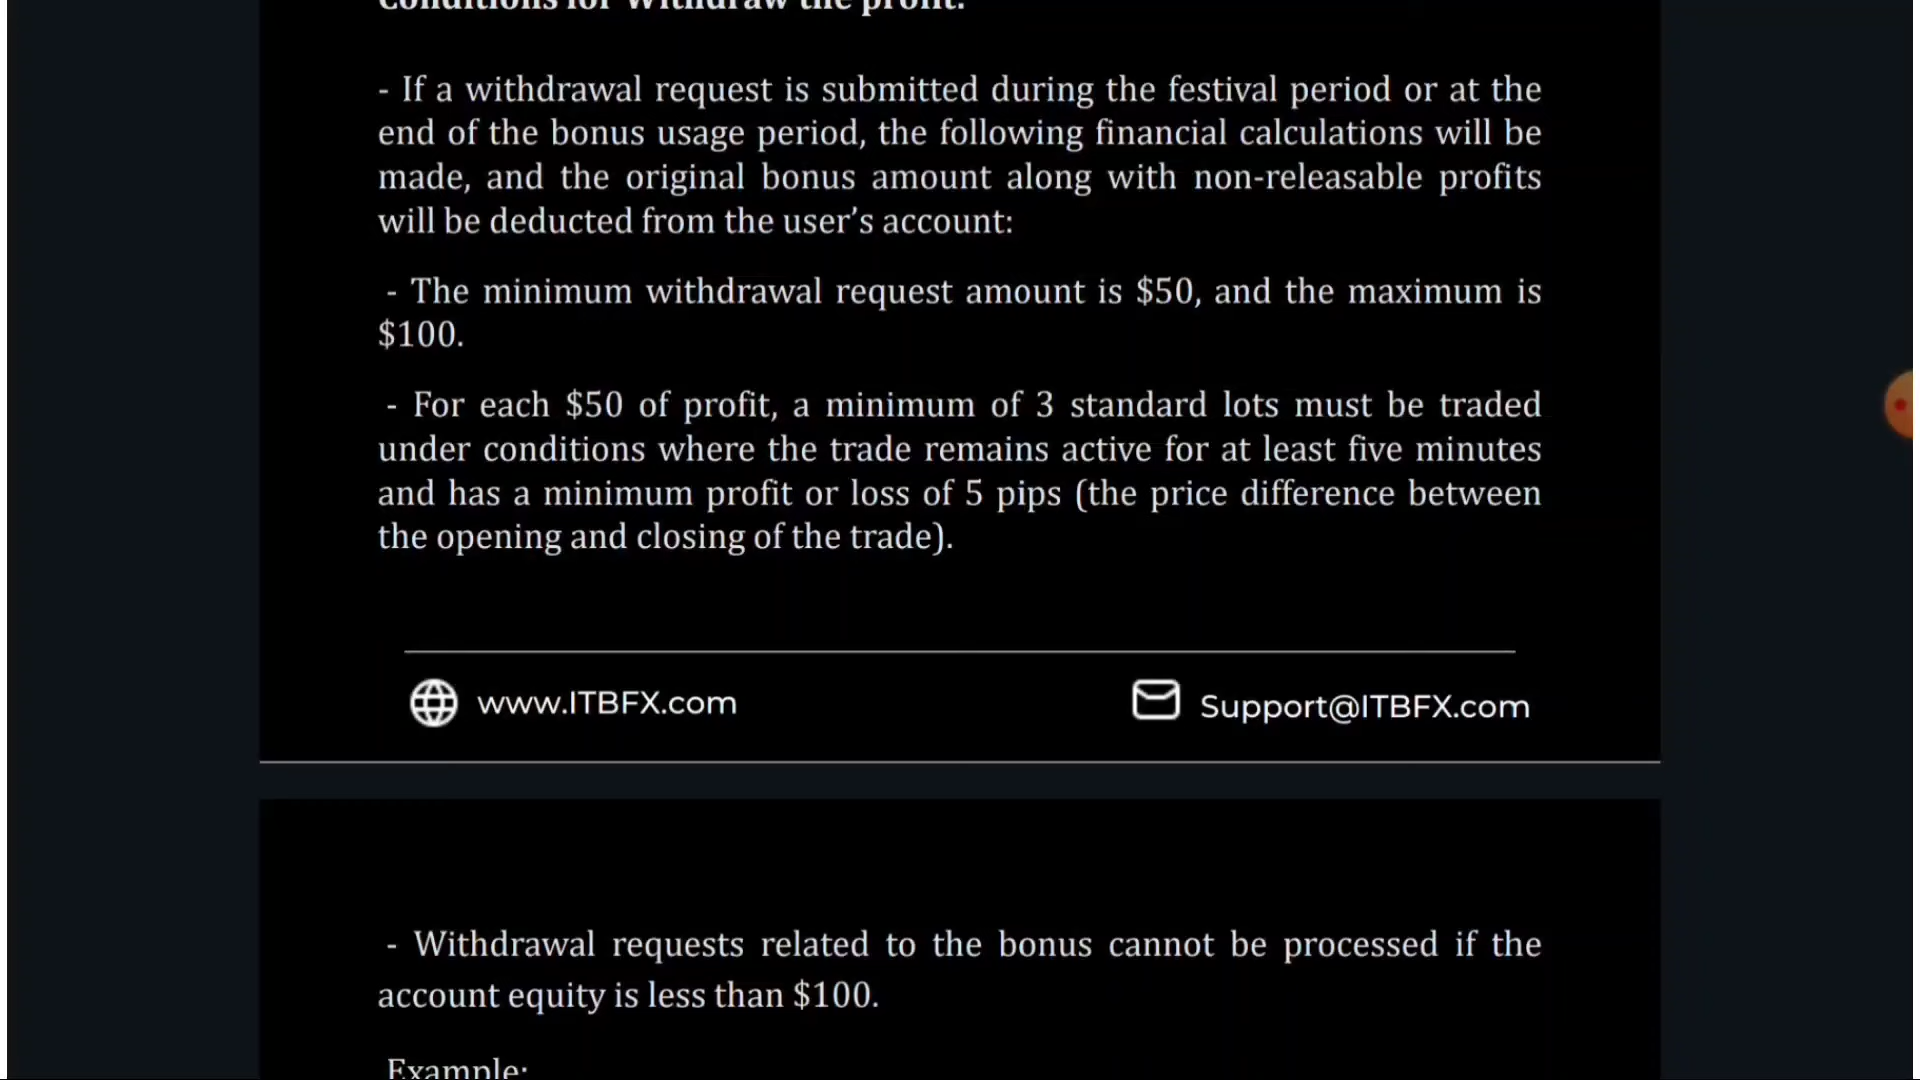 Conditions for Withdraw the profit:
- If a withdrawal request is submitted during the festival period or at the
end of the bonus usage period, the following financial calculations will be
made, and the original bonus amount along with non-releasable profits
will be deducted from the user’s account:
- The minimum withdrawal request amount is $50, and the maximum is
$100.
- For each $50 of profit, a minimum of 3 standard lots must be traded
under conditions where the trade remains active for at least five minutes
and has a minimum profit or loss of 5 pips (the price difference between
the opening and closing of the trade).
www.ITBFX.com
Support@ITBFX.com
- Withdrawal requests related to the bonus cannot be processed if the
account equity is less than $100.
Example: